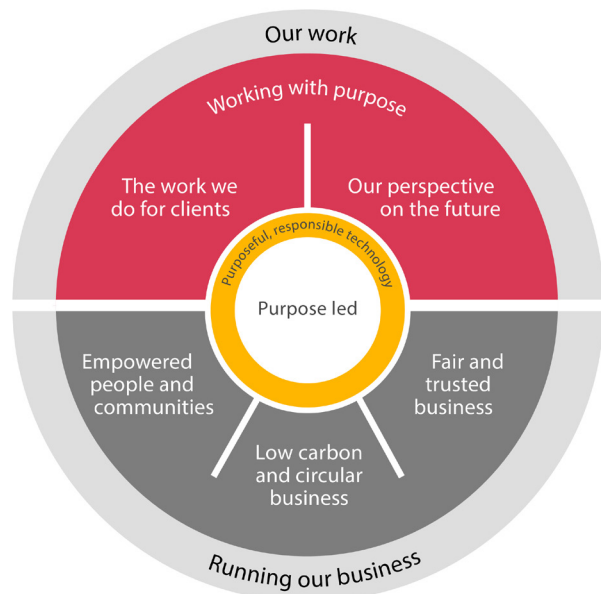 Our work
Working with purpose
The work we
do for clients
Our perspective
on the future
Purposeful, responsible technology
Purpose led
Empowered
people and
communities
Fair and
trusted
business
Low carbon
and circular
business
Running our business